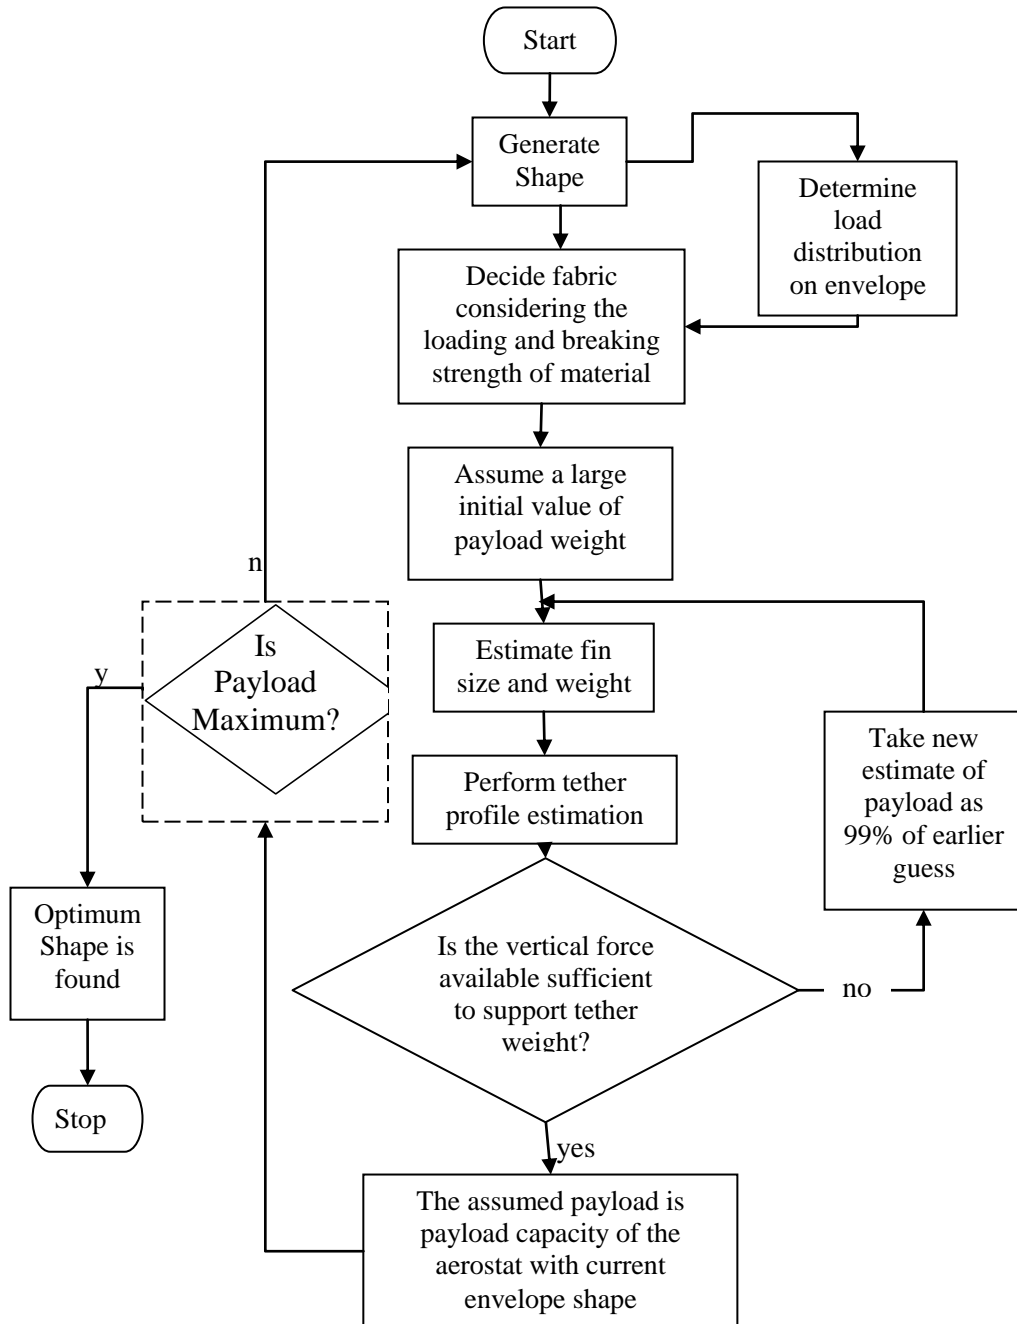 Start
Generate
Shape
Determine
load
distribution
on envelope
Decide fabric
considering the
loading and breaking
strength of material
Assume a large
initial value of
payload weight
n
Is
Payload
Maximum?
y
Estimate fin
size and weight
Take new
estimate of
payload as
99% of earlier
guess
Perform tether
profile estimation
Optimum
Shape is
found
Is the vertical force
available sufficient
to support tether
weight?
no
Stop
yes
The assumed payload is
payload capacity of the
aerostat with current
envelope shape